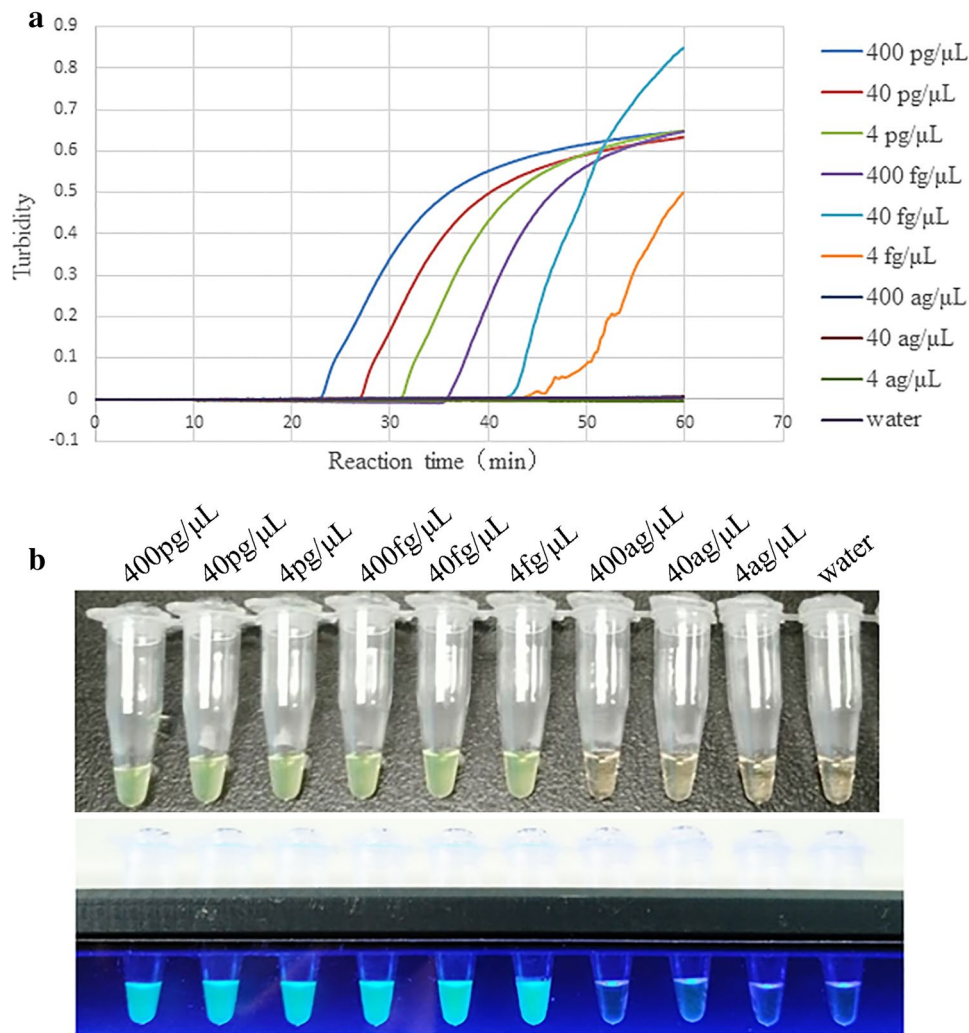 a
0.9
0.8
0.7
0.6
0.5
0.4
0.3
0.2
0.1
0
-0.1
Turbidity
0 10 20 30 40 50 60 70
Reaction time（min）
400 pg/μL
40 pg/μL
4 pg/μL
400 fg/μL
40 fg/μL
4 fg/μL
400 ag/μL
40 ag/μL
4 ag/μL
water
b
400pg/μL 40pg/μL 4pg/μL 400fg/μL 40fg/μL 4fg/μL 400ag/μL 40ag/μL 4ag/μL water